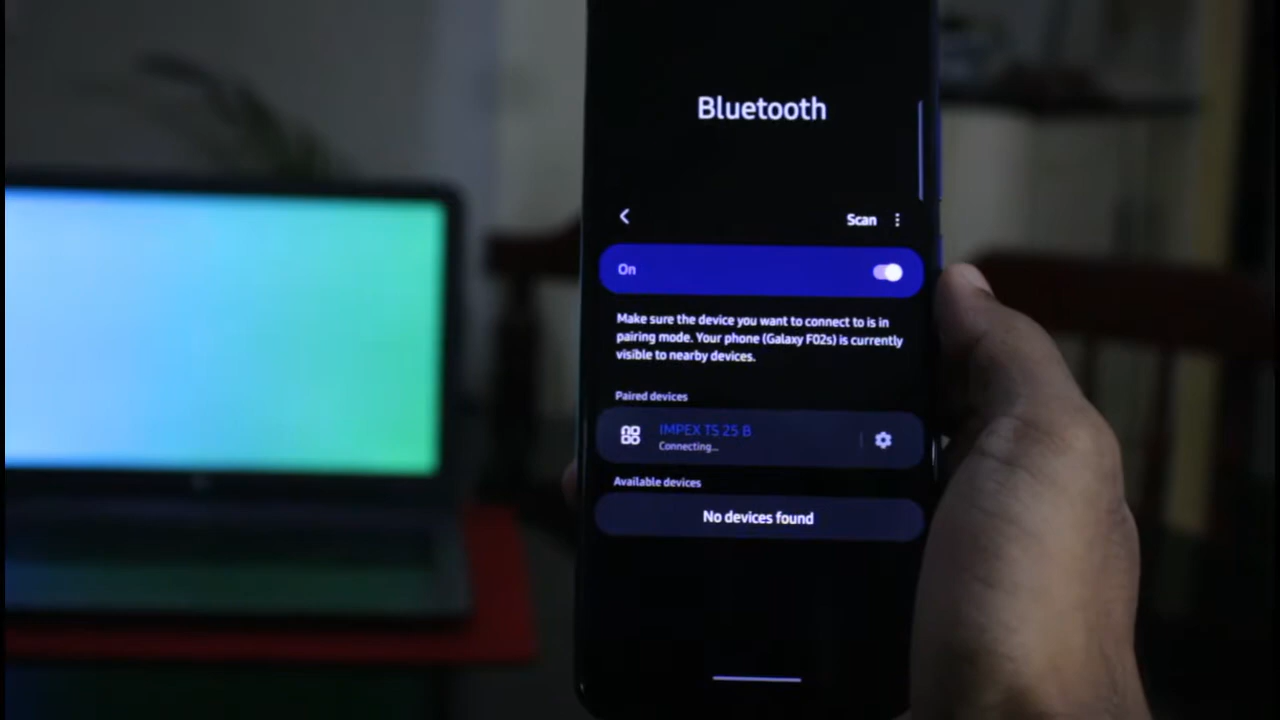 Bluetooth
Scan
On
Make sure the device you want to connect to is in
pairing mode. Your phone (Galaxy F02s) is currently
visible to nearby devices.
Paired devices
IMPEX TS 25 B
Connecting...
Available devices
No devices found